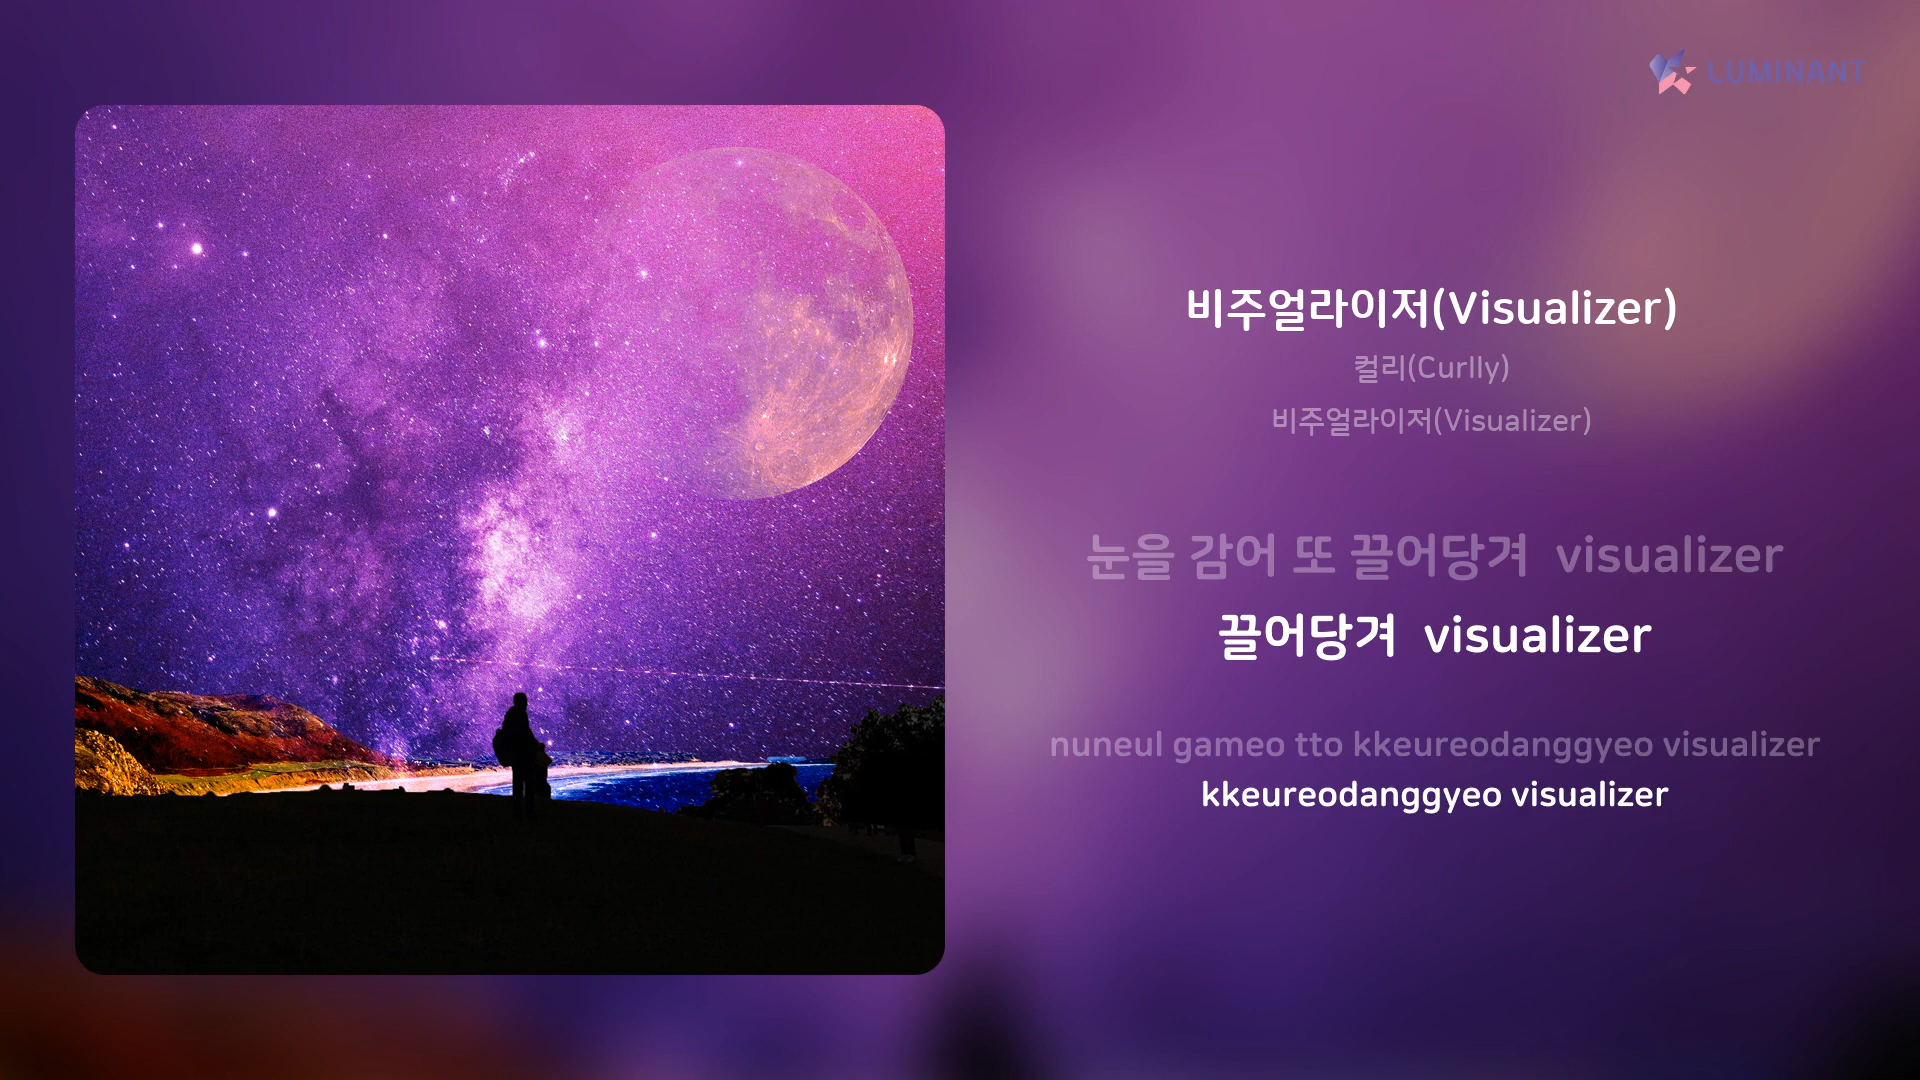 LUMINANT
비주얼라이저(Visualizer)
컬리(Curlly)
비주얼라이저(Visualizer)
눈을 감어 또 끌어당겨 visualizer
끌어당겨 visualizer
nuneul gameo tto kkeureodanggyeo visualizer
kkeureodanggyeo visualizer